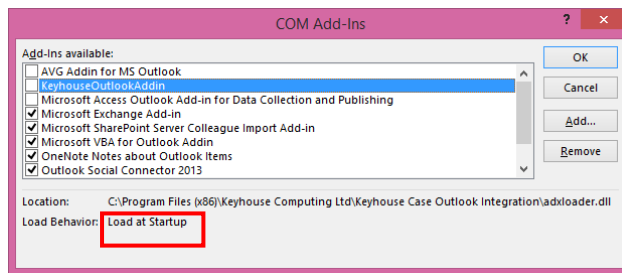 COM Add-Ins
?
Add-Ins available:
AVG Addin for MS Outlook
KeyhouseOutlookAddin
Microsoft Access Outlook Add-in for Data Collection and Publishing
Microsoft Exchange Add-in
Microsoft SharePoint Server Colleague Import Add-in
Microsoft VBA for Outlook Addin
OneNote Notes about Outlook Items
Outlook Social Connector 2013
OK
Cancel
Add...
Remove
Location: C:\Program Files (x86)\Keyhouse Computing Ltd\Keyhouse Case Outlook Integration\adxloader.dll
Load Behavior: Load at Startup